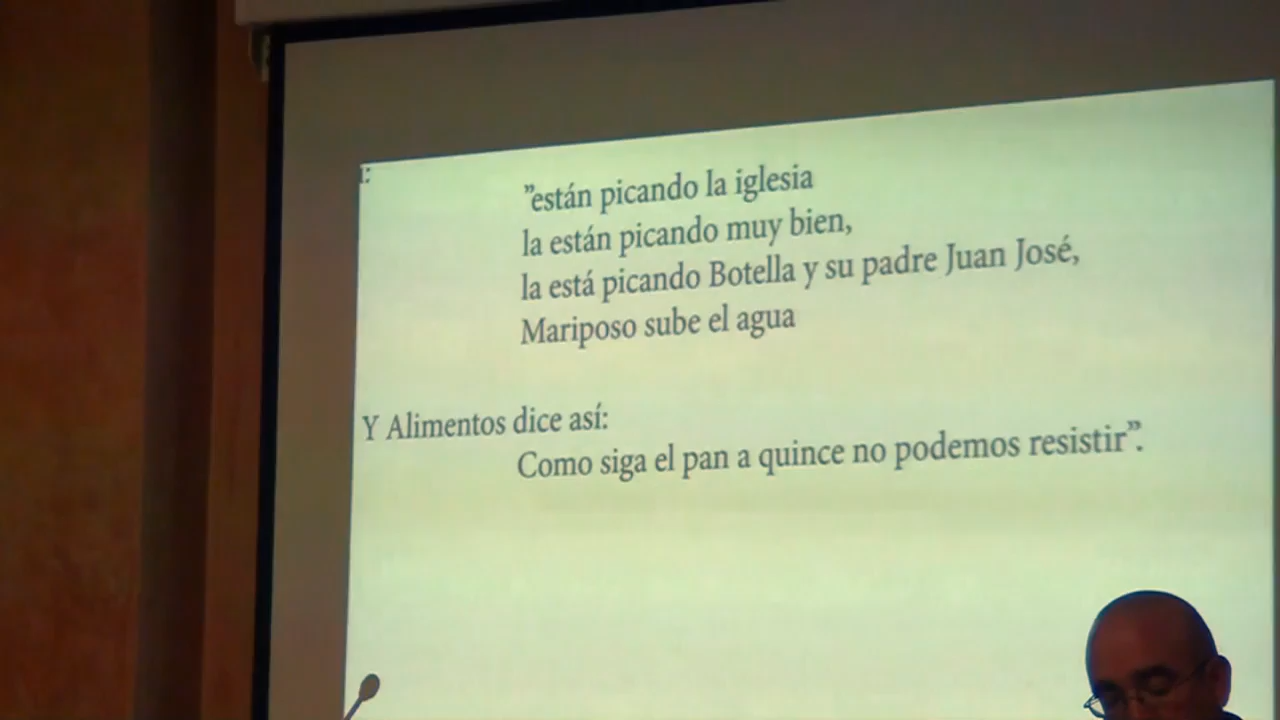 "están picando la iglesia
la están picando muy bien,
la está picando Botella y su padre Juan José,
Mariposo sube el agua
Y Alimentos dice así:
Como siga el pan a quince no podemos resistir".